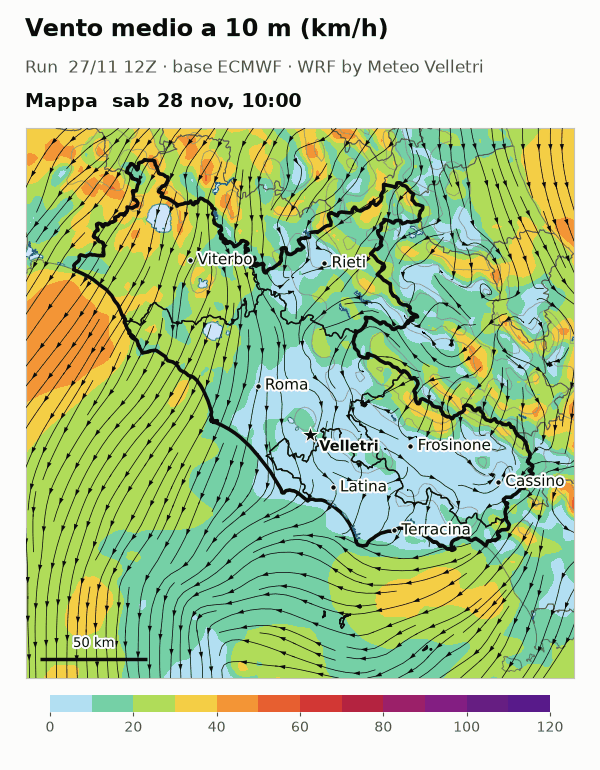 Vento medio a 10 m (km/h)
Run 27/11 12Z · base ECMWF · WRF by Meteo Velletri
Mappa sab 28 nov, 10:00
Viterbo
Rieti
Roma
Velletri
Frosinone
Cassino
Latina
Terracina
50 km
0 20 40 60 80 100 120